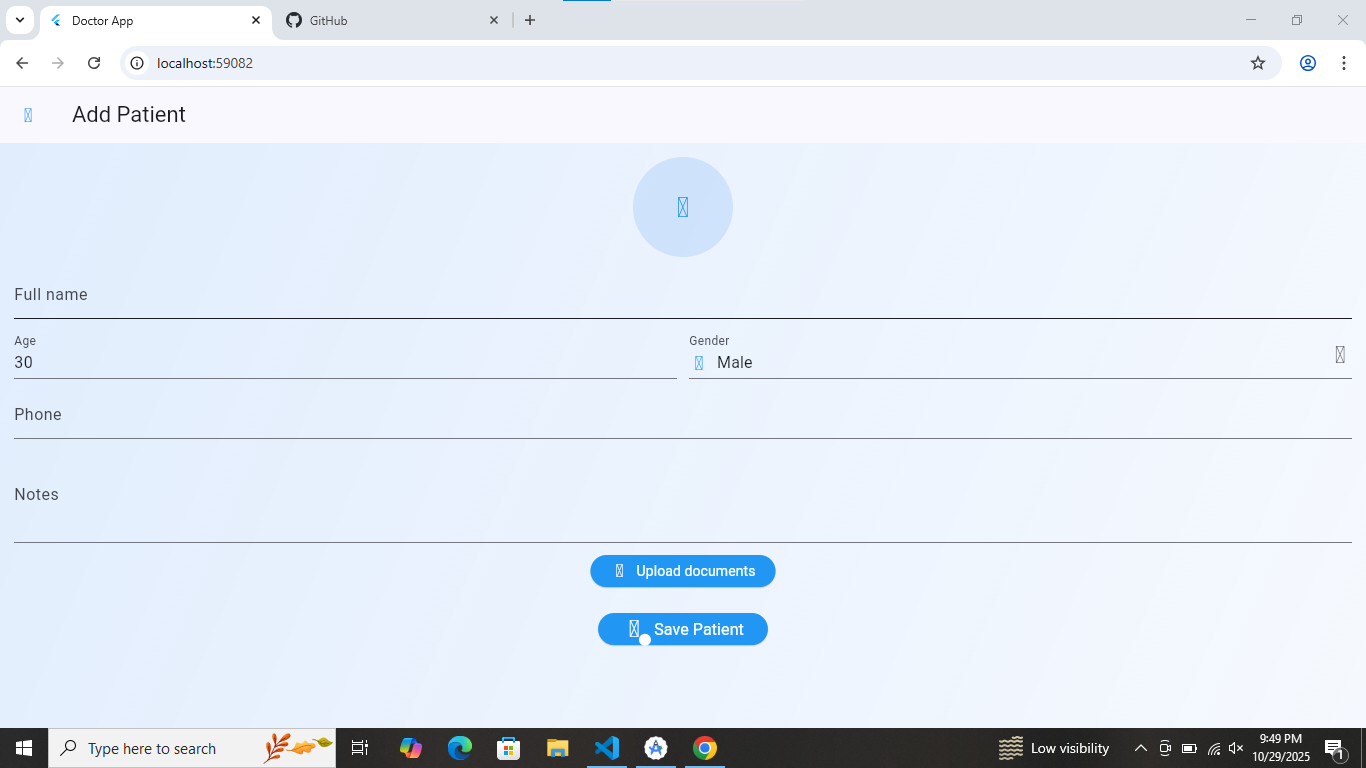 Doctor App
GitHub
localhost:59082
Add Patient
Full name
Age
30
Gender
Male
Phone
Notes
Upload documents
Save Patient
Type here to search
Low visibility
9:49 PM
10/29/2025
1